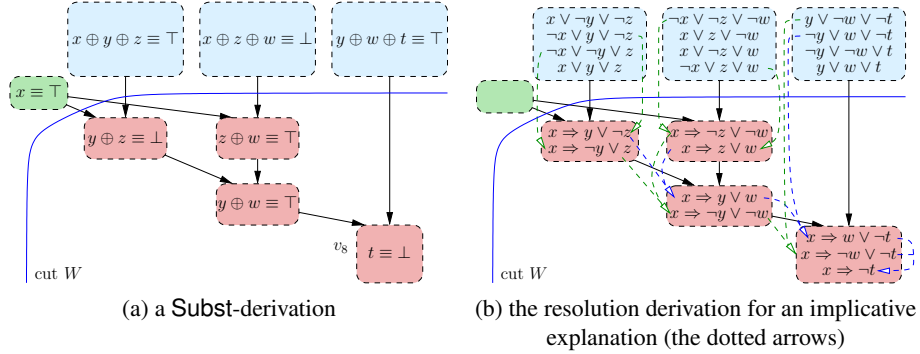 x ⊕ y ⊕ z ≡ ⊤
x ⊕ z ⊕ w ≡ ⊥
y ⊕ w ⊕ t ≡ ⊤
x ≡ ⊤
y ⊕ z ≡ ⊥
z ⊕ w ≡ ⊤
y ⊕ w ≡ ⊤
v₈
t ≡ ⊥
cut W
(a) a Subst-derivation
x ∨ ¬y ∨ ¬z
¬x ∨ y ∨ ¬z
¬x ∨ ¬y ∨ z
x ∨ y ∨ z
¬x ∨ ¬z ∨ ¬w
x ∨ z ∨ ¬w
x ∨ ¬z ∨ w
¬x ∨ z ∨ w
y ∨ ¬w ∨ ¬t
¬y ∨ w ∨ ¬t
¬y ∨ ¬w ∨ t
y ∨ w ∨ t
x ⇒ y ∨ ¬z
x ⇒ ¬y ∨ z
x ⇒ ¬z ∨ ¬w
x ⇒ z ∨ w
x ⇒ y ∨ w
x ⇒ ¬y ∨ ¬w
x ⇒ w ∨ ¬t
x ⇒ ¬w ∨ ¬t
x ⇒ ¬t
cut W
(b) the resolution derivation for an implicative
explanation (the dotted arrows)